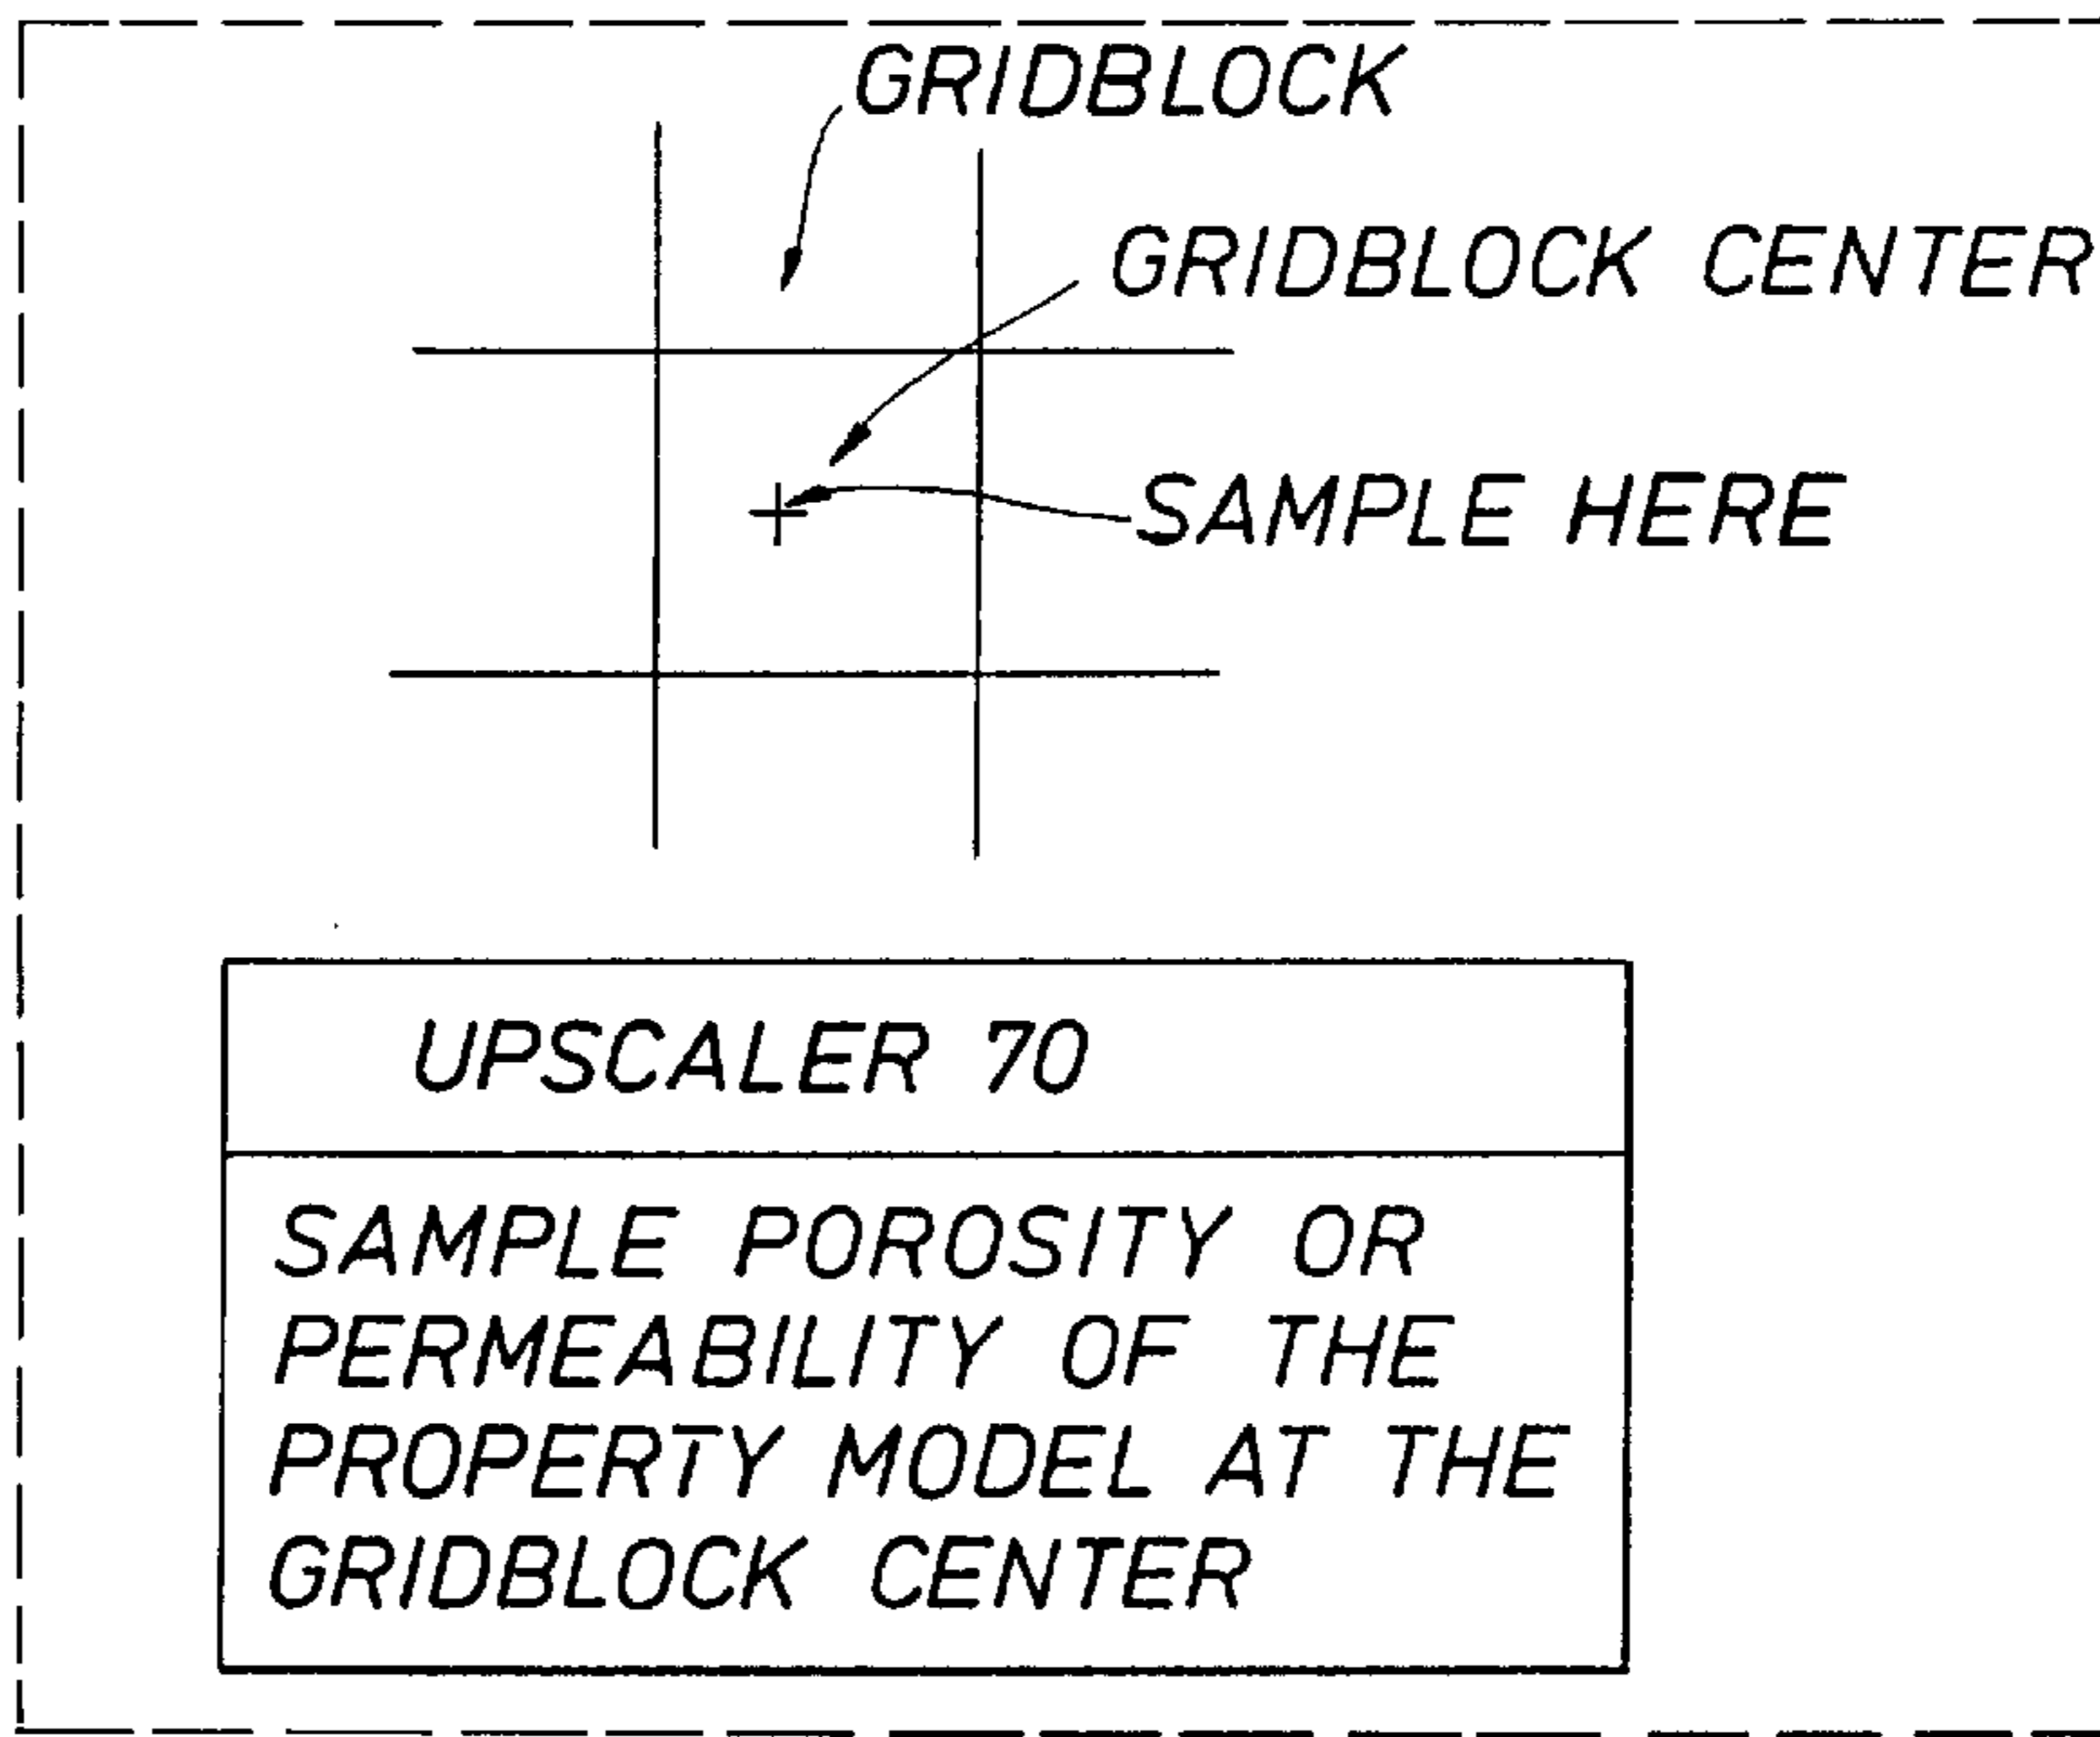 GRIDBLOCK
GRIDBLOCK CENTER
SAMPLE HERE
UPSCALER 70
SAMPLE POROSITY OR
PERMEABILITY OF THE
PROPERTY MODEL AT THE
GRIDBLOCK CENTER